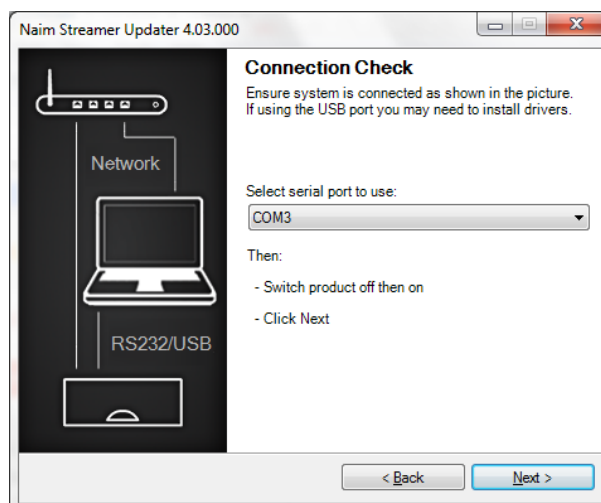 Naim Streamer Updater 4.03.000
Connection Check
Ensure system is connected as shown in the picture.
If using the USB port you may need to install drivers.
Network
Select serial port to use:
COM3
Then:
- Switch product off then on
- Click Next
RS232/USB
< Back
Next >